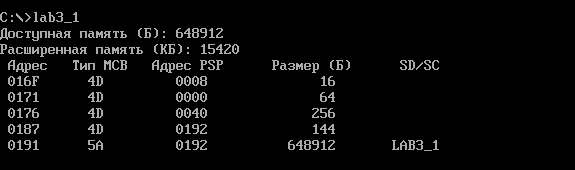 C:\>lab3_1
Доступная память (Б): 648912
Расширенная память (КБ): 15420
Адрес Тип MCB Адрес PSP Размер (Б) SD/SC
016F 4D 0008 16
0171 4D 0000 64
0176 4D 0040 256
0187 4D 0192 144
0191 5A 0192 648912 LAB3_1